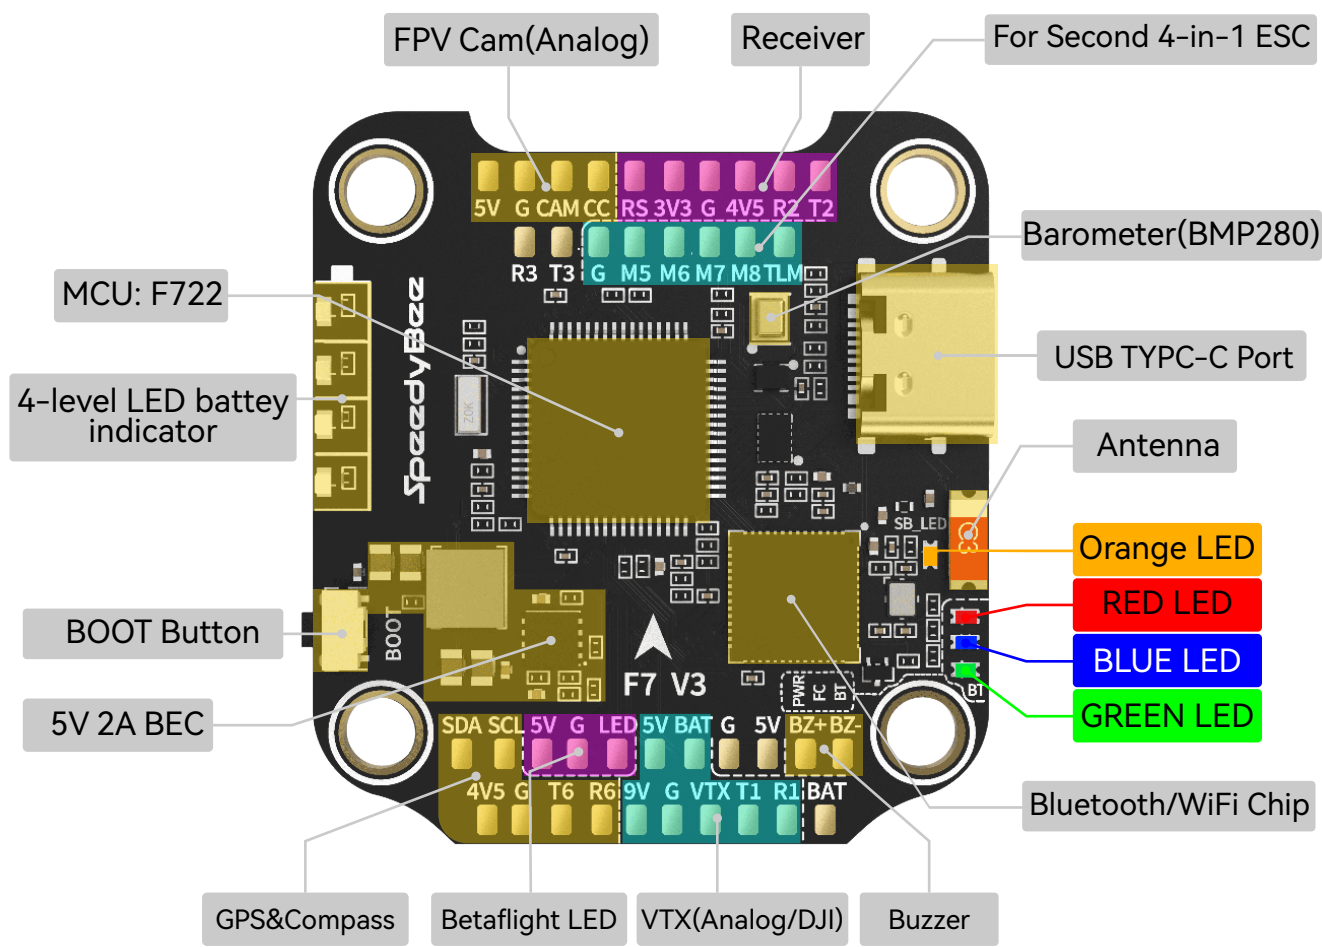 FPV Cam(Analog)
Receiver
For Second 4-in-1 ESC
5V G CAM CC RS 3V3 G 4V5 R2 T2
R3 T3 G M5 M6 M7 M8 TLM
Barometer(BMP280)
MCU: F722
SpeedyBee
USB TYPC-C Port
4-level LED battey
indicator
ZOK
Antenna
SB_LED
C3
Orange LED
RED LED
BLUE LED
GREEN LED
BOOT Button
BOOT
5V 2A BEC
F7 V3
PWR
FC
BT
BT
SDA SCL 5V G LED 5V BAT G 5V BZ+ BZ-
4V5 G T6 R6 9V G VTX T1 R1 BAT
Bluetooth/WiFi Chip
GPS&Compass
Betaflight LED
VTX(Analog/DJI)
Buzzer